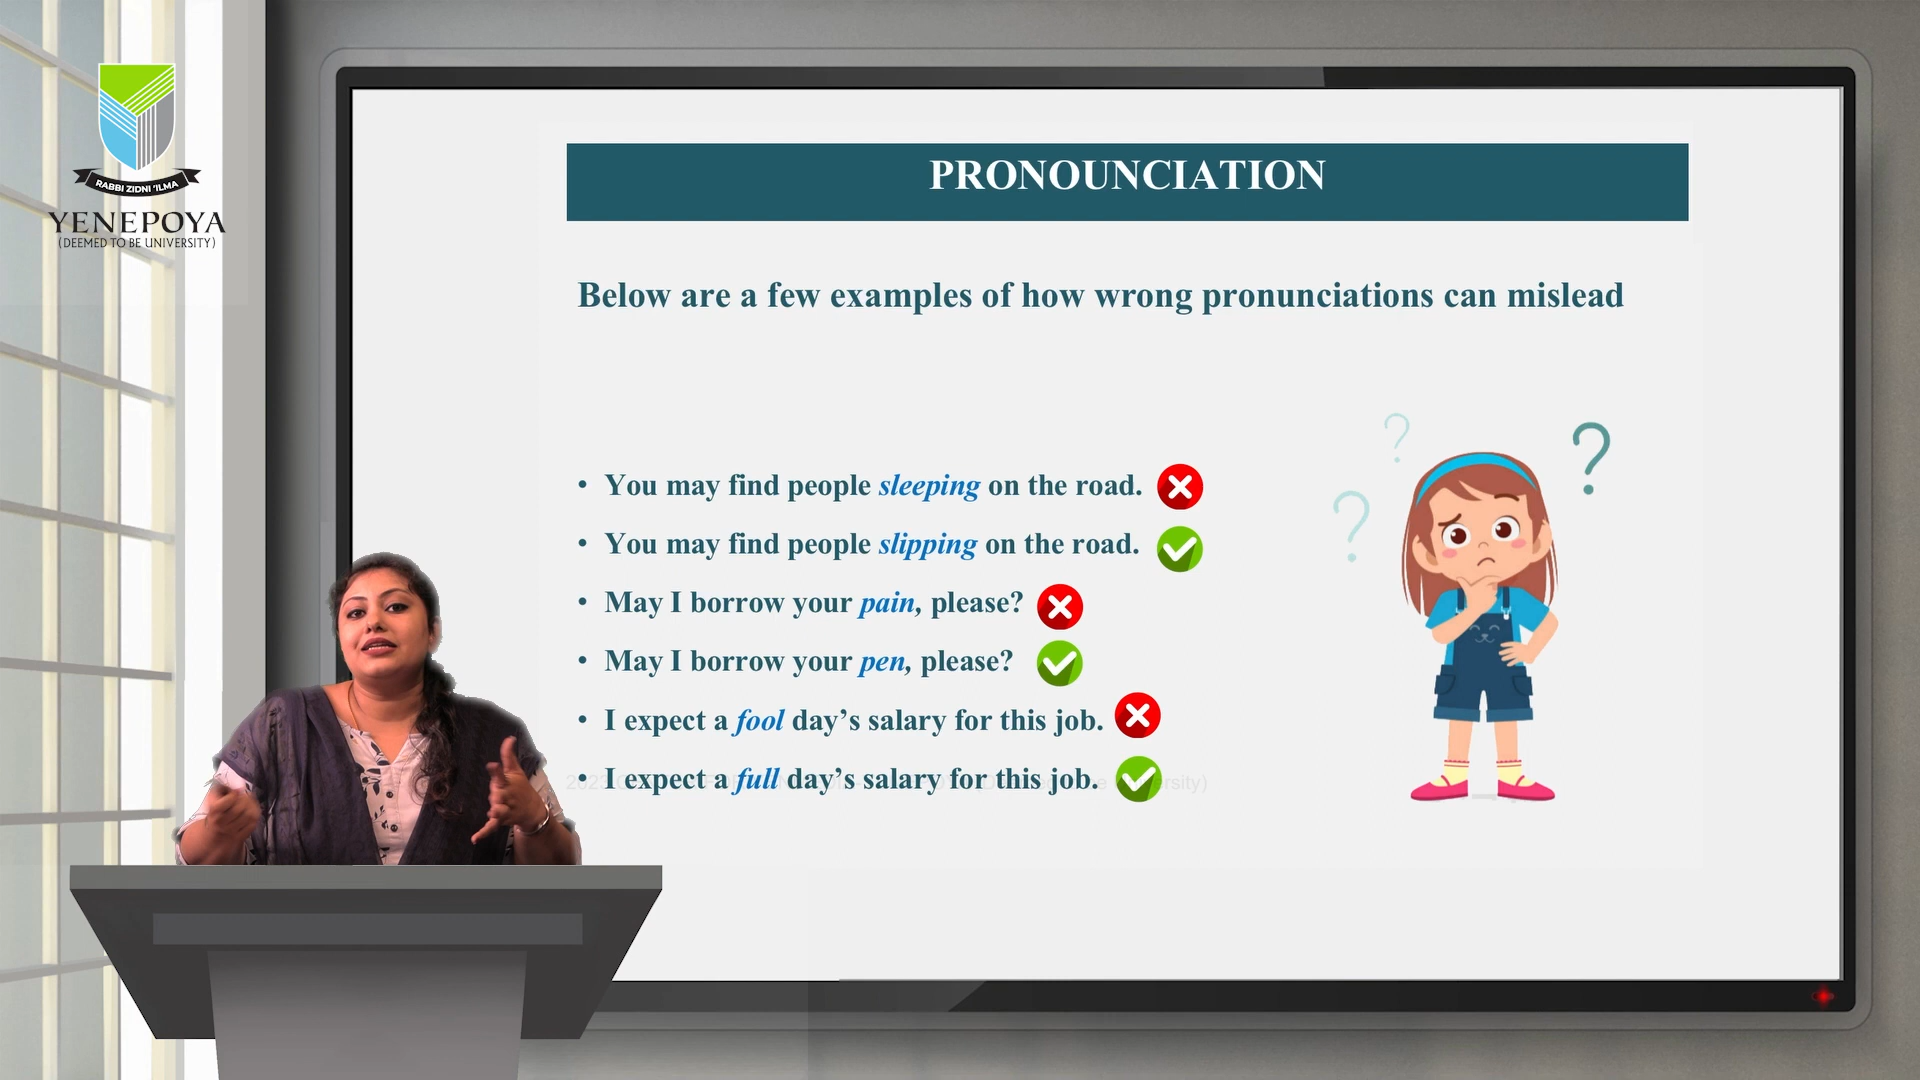 RABBI ZIDNI 'ILMA
YENEPOYA
(DEEMED TO BE UNIVERSITY)
PRONOUNCIATION
Below are a few examples of how wrong pronunciations can mislead
• You may find people sleeping on the road.
• You may find people slipping on the road.
• May I borrow your pain, please?
• May I borrow your pen, please?
• I expect a fool day’s salary for this job.
• I expect a full day’s salary for this job.